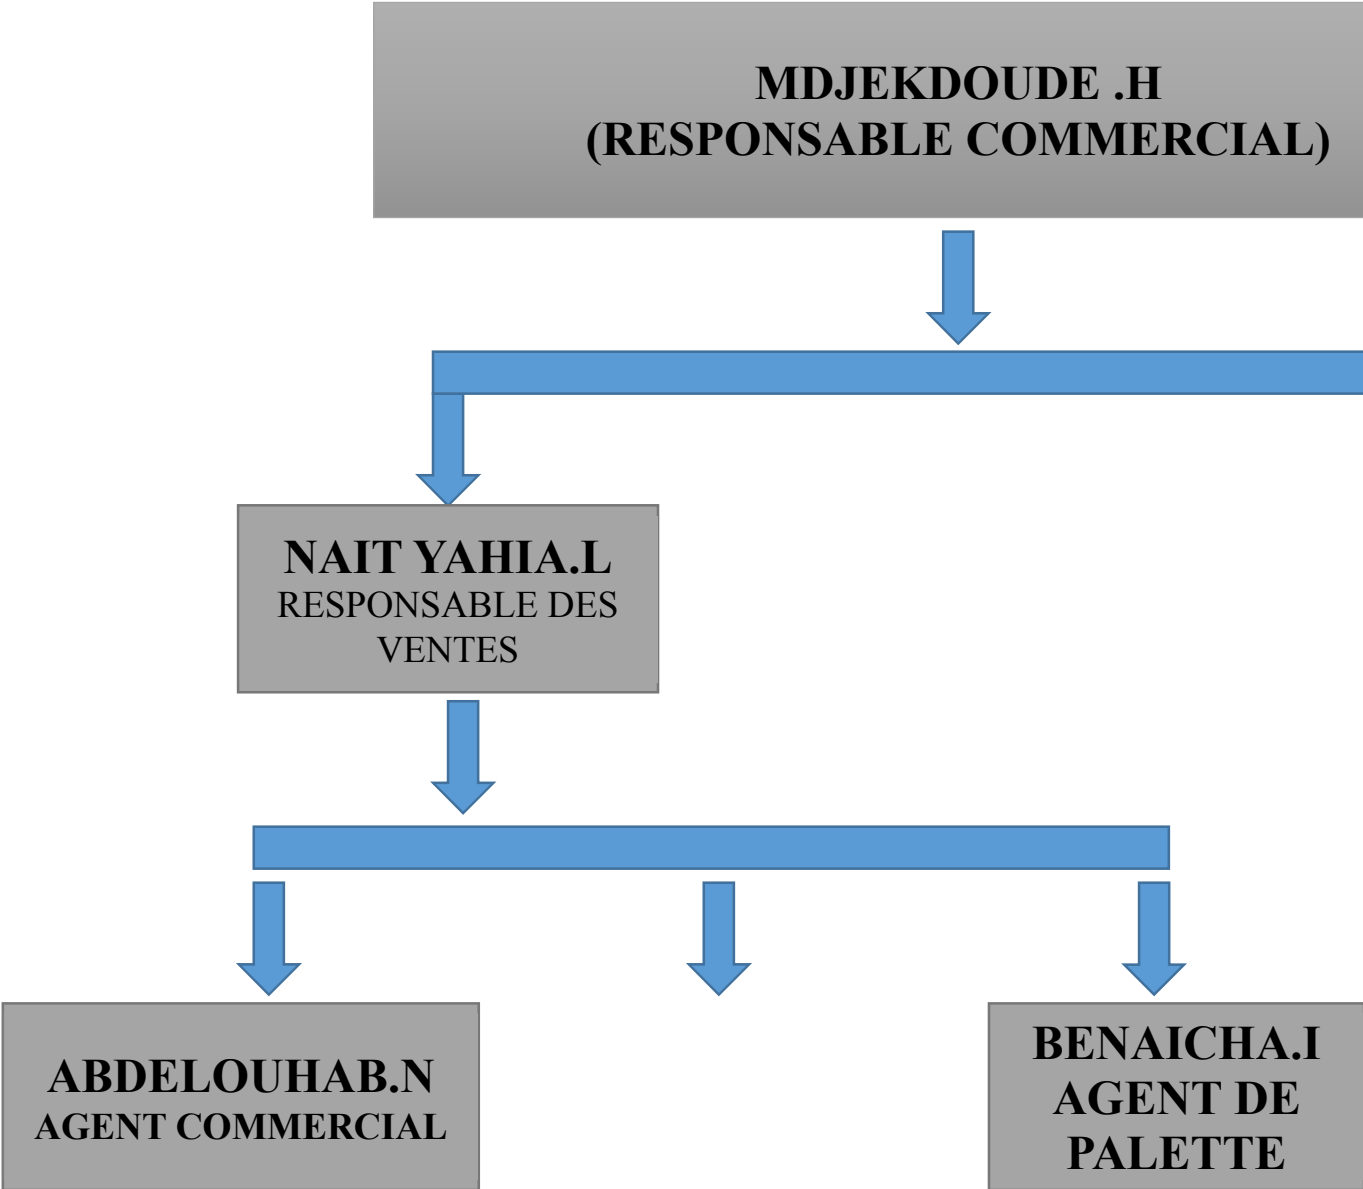 MDJEKDOUDE .H
(RESPONSABLE COMMERCIAL)
NAIT YAHIA.L
RESPONSABLE DES
VENTES
ABDELOUHAB.N
AGENT COMMERCIAL
BENAICHA.I
AGENT DE
PALETTE